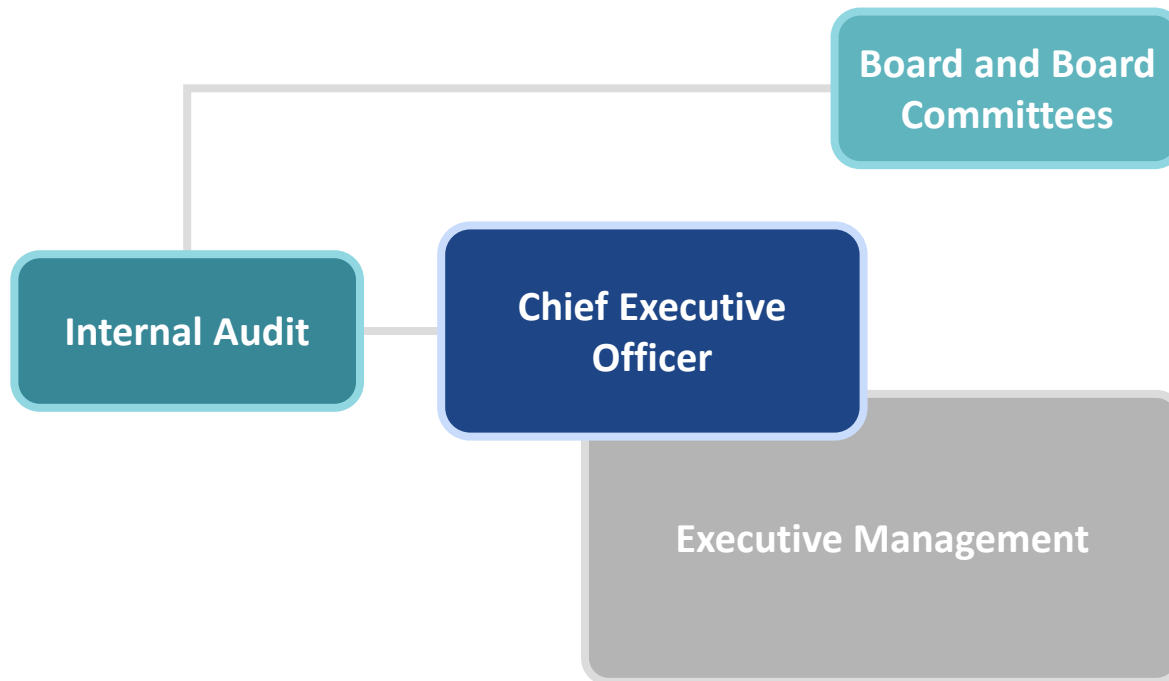 Board and Board
Committees
Internal Audit
Chief Executive
Officer
Executive Management